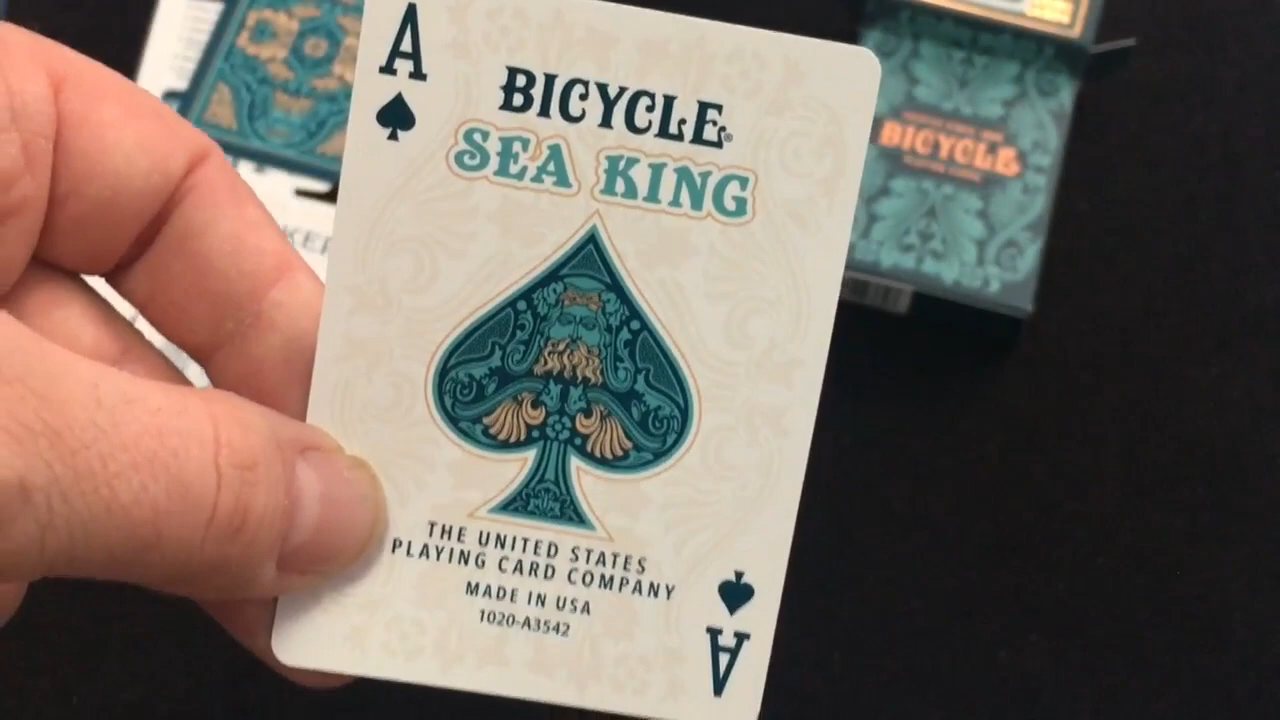 A
BICYCLE®
SEA KING
THE UNITED STATES
PLAYING CARD COMPANY
MADE IN USA
1020-A3542
A
BICYCLE